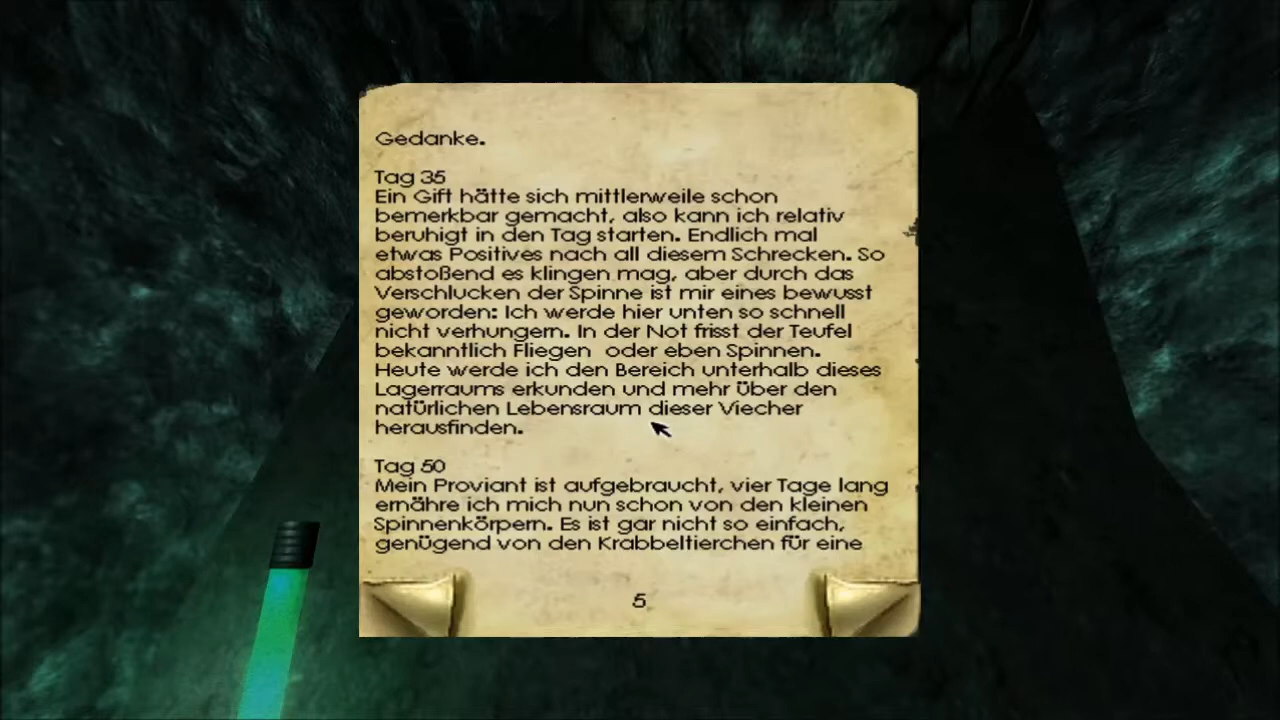 Gedanke.
Tag 35
Ein Gift hätte sich mittlerweile schon
bemerkbar gemacht, also kann ich relativ
beruhigt in den Tag starten. Endlich mal
etwas Positives nach all diesem Schrecken. So
abstoßend es klingen mag, aber durch das
Verschlucken der Spinne ist mir eines bewusst
geworden: Ich werde hier unten so schnell
nicht verhungern. In der Not frisst der Teufel
bekanntlich Fliegen  oder eben Spinnen.
Heute werde ich den Bereich unterhalb dieses
Lagerraums erkunden und mehr über den
natürlichen Lebensraum dieser Viecher
herausfinden.
Tag 50
Mein Proviant ist aufgebraucht, vier Tage lang
ernähre ich mich nun schon von den kleinen
Spinnenkörpern. Es ist gar nicht so einfach,
genügend von den Krabbeltierchen für eine
5